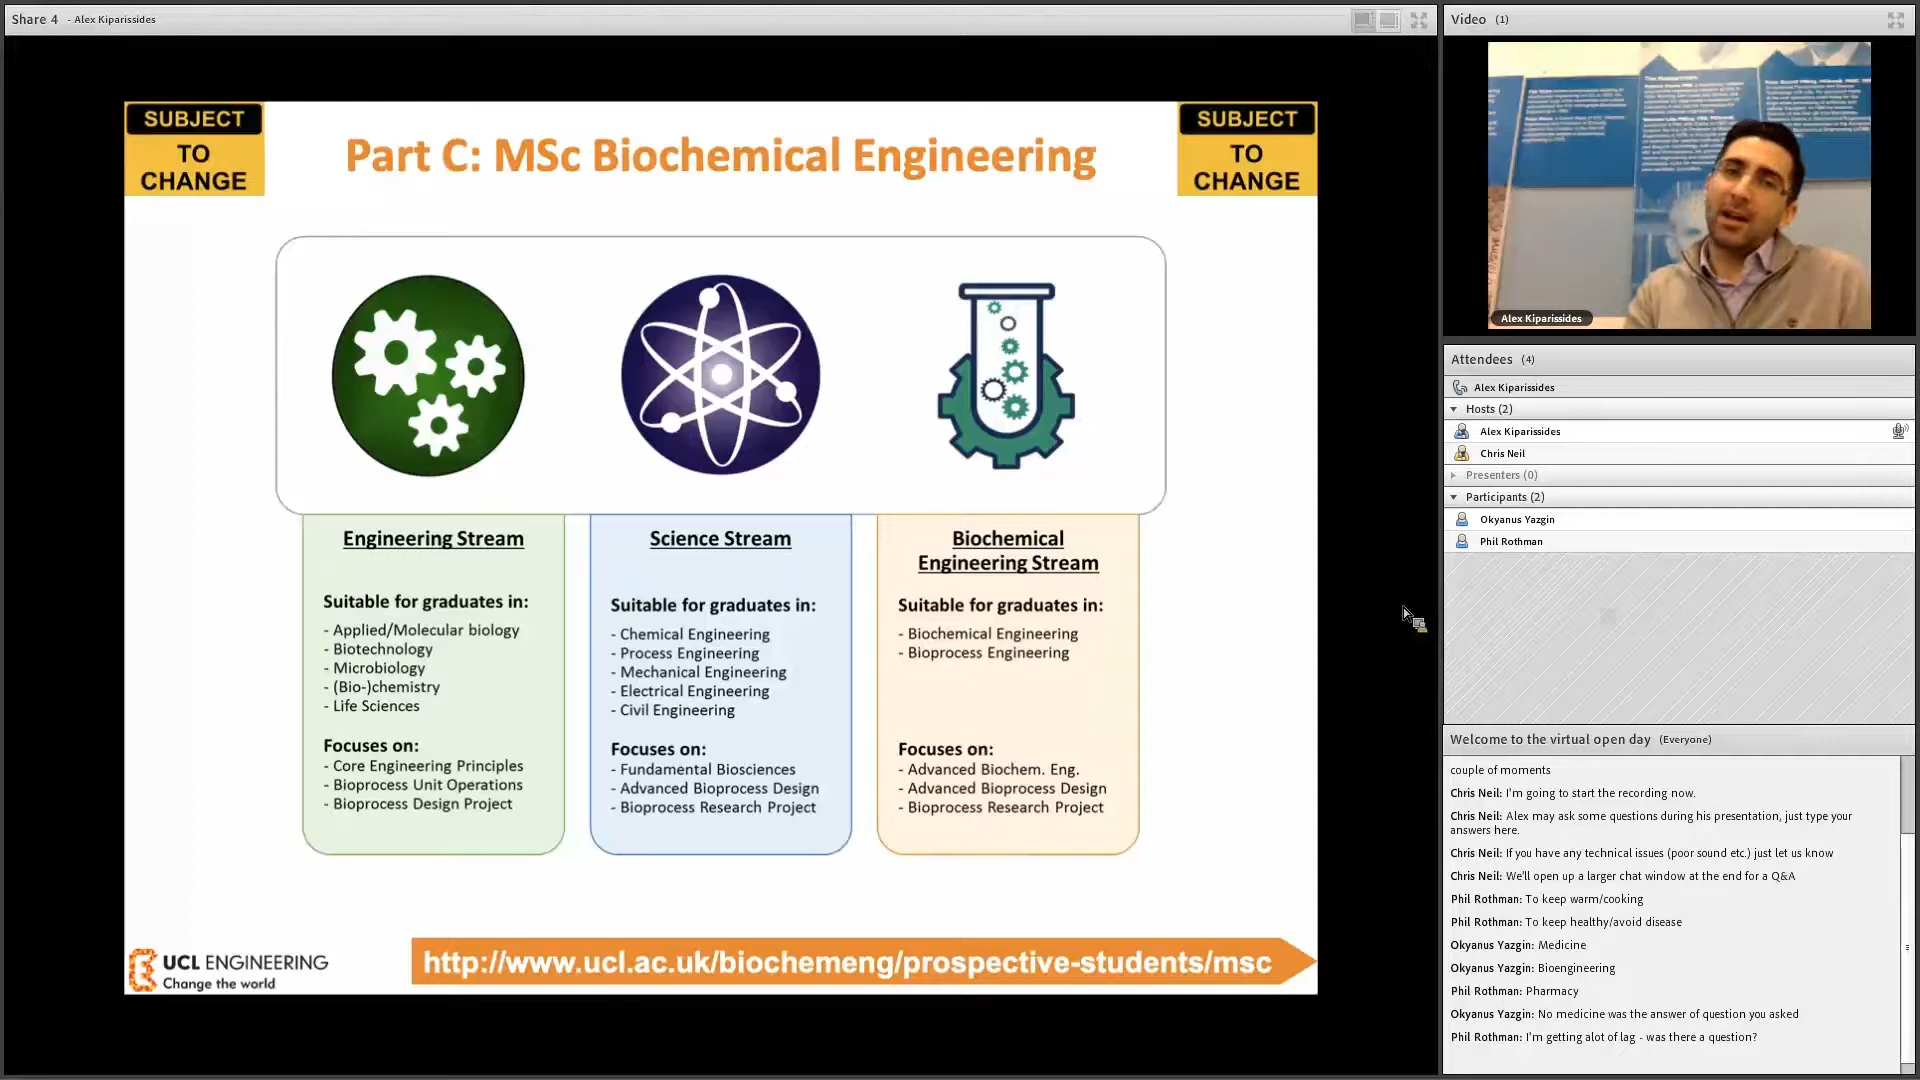 Share 4 - Alex Kiparissides
SUBJECT
TO
CHANGE
Part C: MSc Biochemical Engineering
SUBJECT
TO
CHANGE
Engineering Stream
Suitable for graduates in:
- Applied/Molecular biology
- Biotechnology
- Microbiology
- (Bio-)chemistry
- Life Sciences
Focuses on:
- Core Engineering Principles
- Bioprocess Unit Operations
- Bioprocess Design Project
Science Stream
Suitable for graduates in:
- Chemical Engineering
- Process Engineering
- Mechanical Engineering
- Electrical Engineering
- Civil Engineering
Focuses on:
- Fundamental Biosciences
- Advanced Bioprocess Design
- Bioprocess Research Project
Biochemical
Engineering Stream
Suitable for graduates in:
- Biochemical Engineering
- Bioprocess Engineering
Focuses on:
- Advanced Biochem. Eng.
- Advanced Bioprocess Design
- Bioprocess Research Project
UCL ENGINEERING
Change the world
http://www.ucl.ac.uk/biochemeng/prospective-students/msc
Video (1)
Alex Kiparissides
Attendees (4)
Alex Kiparissides
Hosts (2)
Alex Kiparissides
Chris Neil
Presenters (0)
Participants (2)
Okyanus Yazgin
Phil Rothman
Welcome to the virtual open day (Everyone)
couple of moments
Chris Neil: I'm going to start the recording now.
Chris Neil: Alex may ask some questions during his presentation, just type your
answers here.
Chris Neil: If you have any technical issues (poor sound etc.) just let us know
Chris Neil: We'll open up a larger chat window at the end for a Q&A
Phil Rothman: To keep warm/cooking
Phil Rothman: To keep healthy/avoid disease
Okyanus Yazgin: Medicine
Okyanus Yazgin: Bioengineering
Phil Rothman: Pharmacy
Okyanus Yazgin: No medicine was the answer of question you asked
Phil Rothman: I'm getting alot of lag - was there a question?